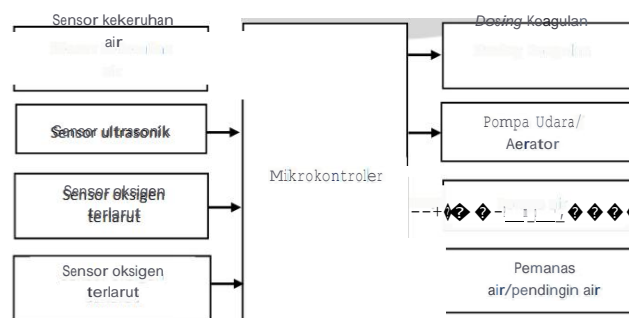 Sensor kekeruhan
air
Sensor ultrasonik
Sensor oksigen
terlarut
Sensor oksigen
terlarut
Mikrokontroler
Dosing Koagulan
Pompa Udara/
Aerator
Pemanas
air/pendingin air